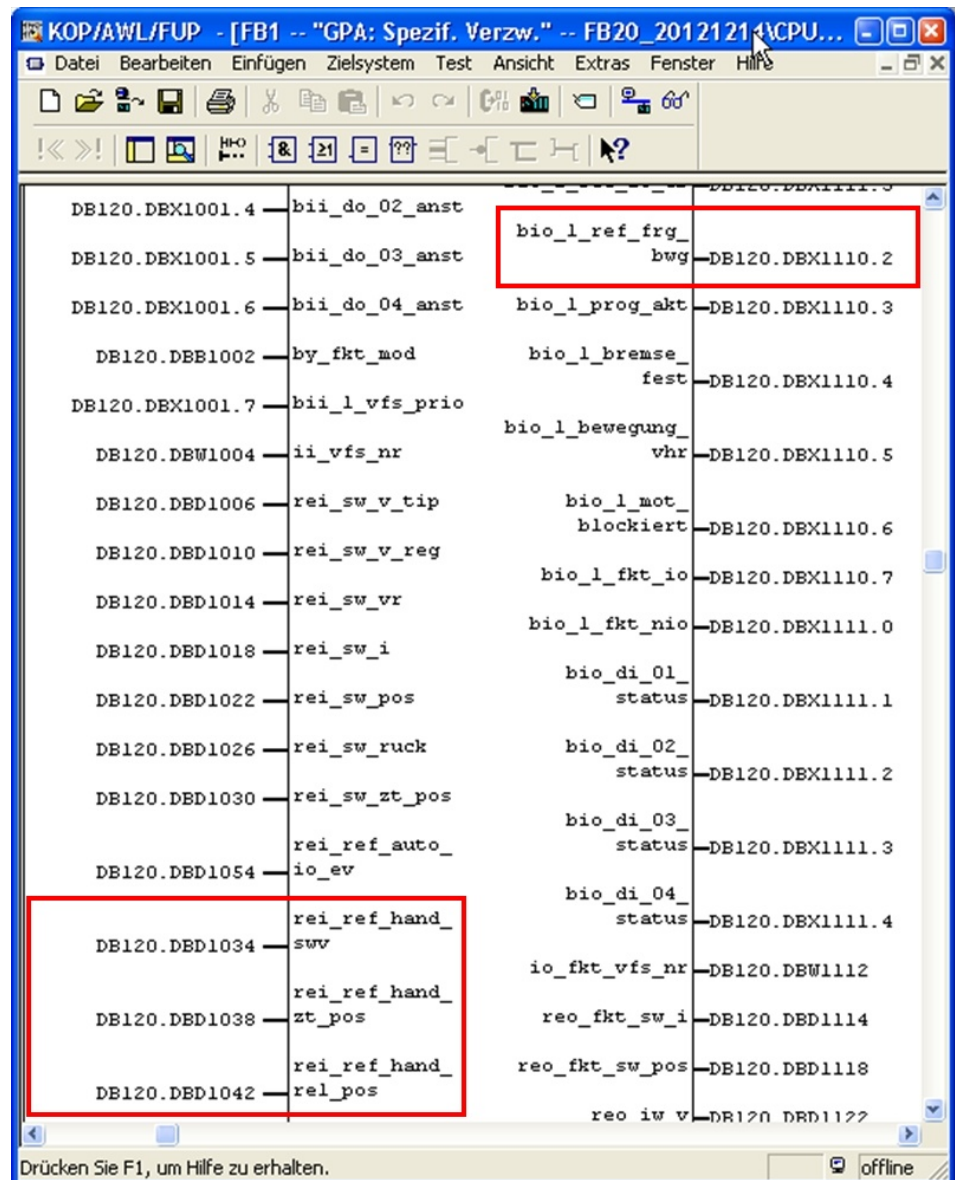 KOP/AWL/FUP - [FB1 -- "GPA: Spezif. Verzw." -- FB20_20121214\CPU...
Datei Bearbeiten Einfügen Zielsystem Test Ansicht Extras Fenster Hilfe
DB120.DBX1001.4 bii_do_02_anst
DB120.DBX1001.5 bii_do_03_anst
DB120.DBX1001.6 bii_do_04_anst
DB120.DBB1002 by_fkt_mod
DB120.DBX1001.7 bii_l_vfs_prio
DB120.DBW1004 ii_vfs_nr
DB120.DBD1006 rei_sw_v_tip
DB120.DBD1010 rei_sw_v_reg
DB120.DBD1014 rei_sw_vr
DB120.DBD1018 rei_sw_i
DB120.DBD1022 rei_sw_pos
DB120.DBD1026 rei_sw_ruck
DB120.DBD1030 rei_sw_zt_pos
rei_ref_auto_
DB120.DBD1054 io_ev
rei_ref_hand_
DB120.DBD1034 swv
rei_ref_hand_
DB120.DBD1038 zt_pos
rei_ref_hand_
DB120.DBD1042 rel_pos
DB120.DBX1111.5
bio_l_ref_frg_
bwg DB120.DBX1110.2
bio_l_prog_akt DB120.DBX1110.3
bio_l_bremse_
fest DB120.DBX1110.4
bio_l_bewegung_
vhr DB120.DBX1110.5
bio_l_mot_
blockiert DB120.DBX1110.6
bio_l_fkt_io DB120.DBX1110.7
bio_l_fkt_nio DB120.DBX1111.0
bio_di_01_
status DB120.DBX1111.1
bio_di_02_
status DB120.DBX1111.2
bio_di_03_
status DB120.DBX1111.3
bio_di_04_
status DB120.DBX1111.4
io_fkt_vfs_nr DB120.DBW1112
reo_fkt_sw_i DB120.DBD1114
reo_fkt_sw_pos DB120.DBD1118
reo_iw_v DB120.DBD1122
Drücken Sie F1, um Hilfe zu erhalten.
offline